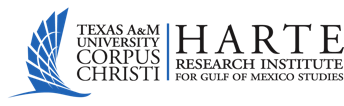 TEXAS A&M
UNIVERSITY
CORPUS
CHRISTI
HARTE
RESEARCH INSTITUTE
FOR GULF OF MEXICO STUDIES